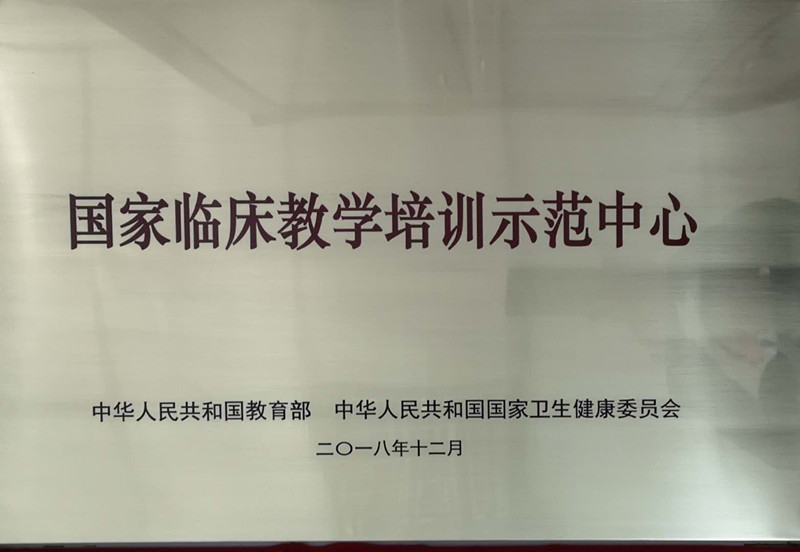 国家临床教学培训示范中心
中华人民共和国教育部 中华人民共和国国家卫生健康委员会
二〇一八年十二月